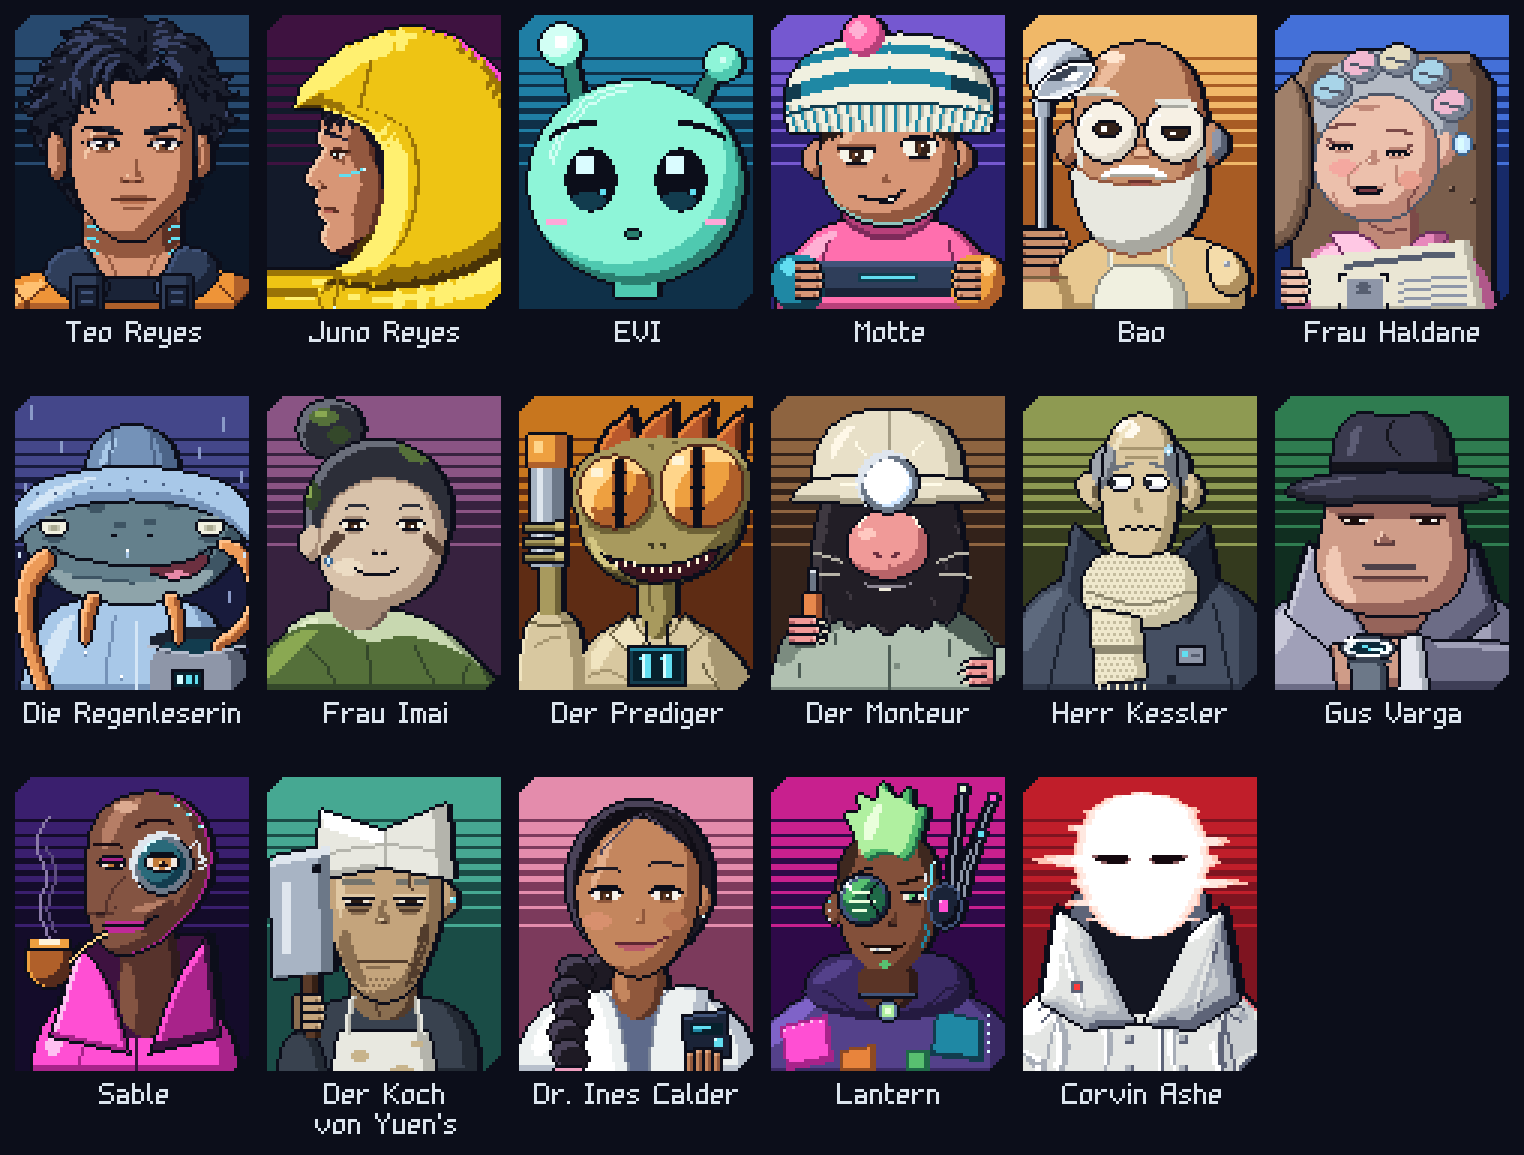 Teo Reyes
Juno Reyes
EVI
Motte
Bao
Frau Haldane
Die Regenleserin
Frau Imai
Der Prediger
Der Monteur
Herr Kessler
Gus Varga
Sable
Der Koch
von Yuen's
Dr. Ines Calder
Lantern
Corvin Ashe